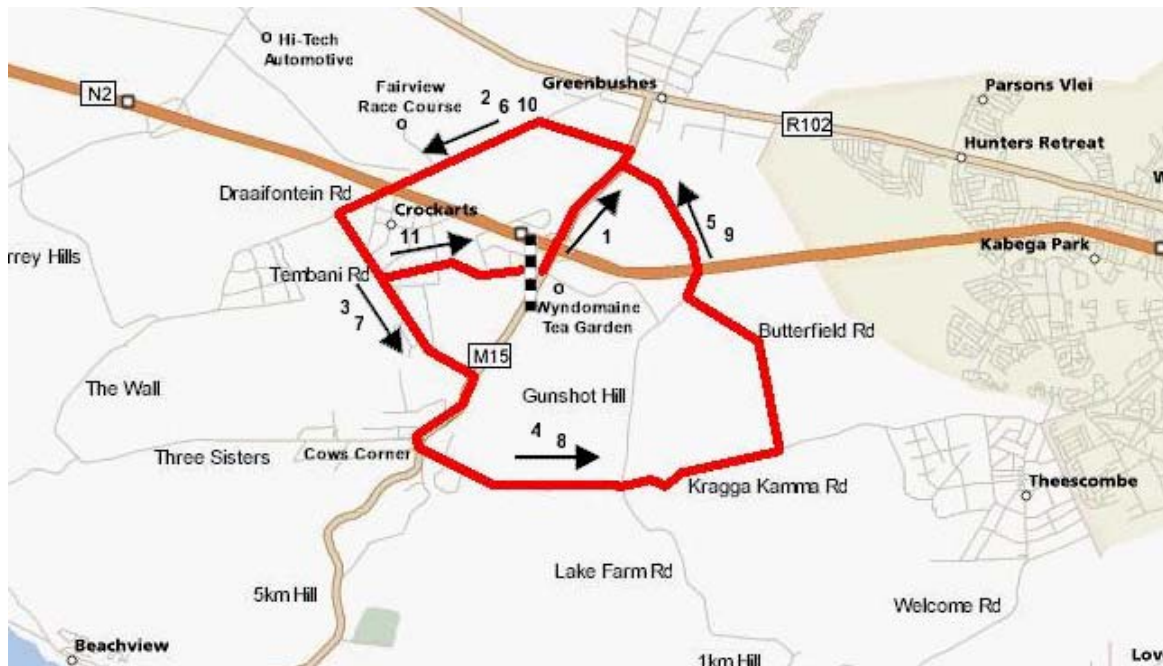 Hi-Tech
Automotive
N2
Fairview
Race Course
2 6 10
Greenbushes
Parsons Vlei
R102
Hunters Retreat
Draaifontein Rd
Crockarts
11
1
5
9
Kabega Park
rrey Hills
Tembani Rd
3
7
Wyndomaine
Tea Garden
Butterfield Rd
M15
The Wall
Gunshot Hill
4 8
Three Sisters
Cows Corner
Kragga Kamma Rd
Theescombe
Lake Farm Rd
5km Hill
Welcome Rd
Beachview
1km Hill
Lov
W